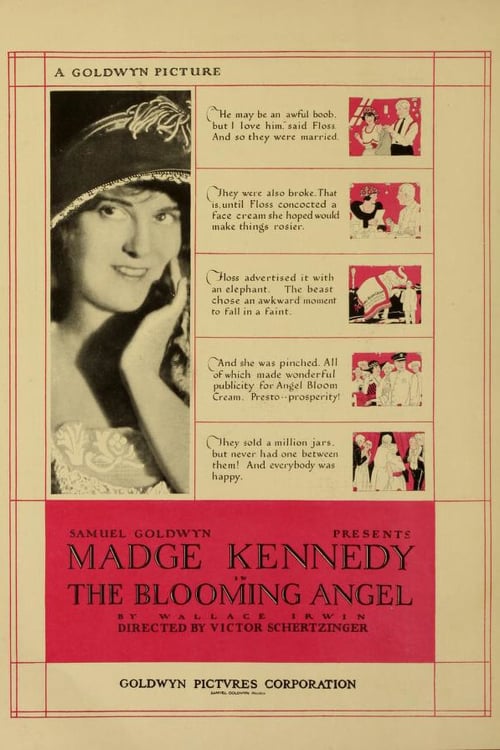 A GOLDWYN PICTURE
"He may be an awful boob,
but I love him," said Floss.
And so they were married.
They were also broke. That
is, until Floss concocted a
face cream she hoped would
make things rosier.
Floss advertised it with
an elephant. The beast
chose an awkward moment
to fall in a faint.
And she was pinched. All
of which made wonderful
publicity for Angel Bloom
Cream. Presto--prosperity!
They sold a million jars,
but never had one between
them! And everybody was
happy.
SAMUEL GOLDWYN PRESENTS
MADGE KENNEDY
IN
THE BLOOMING ANGEL
BY WALLACE IRWIN
DIRECTED BY VICTOR SCHERTZINGER
GOLDWYN PICTVRES CORPORATION